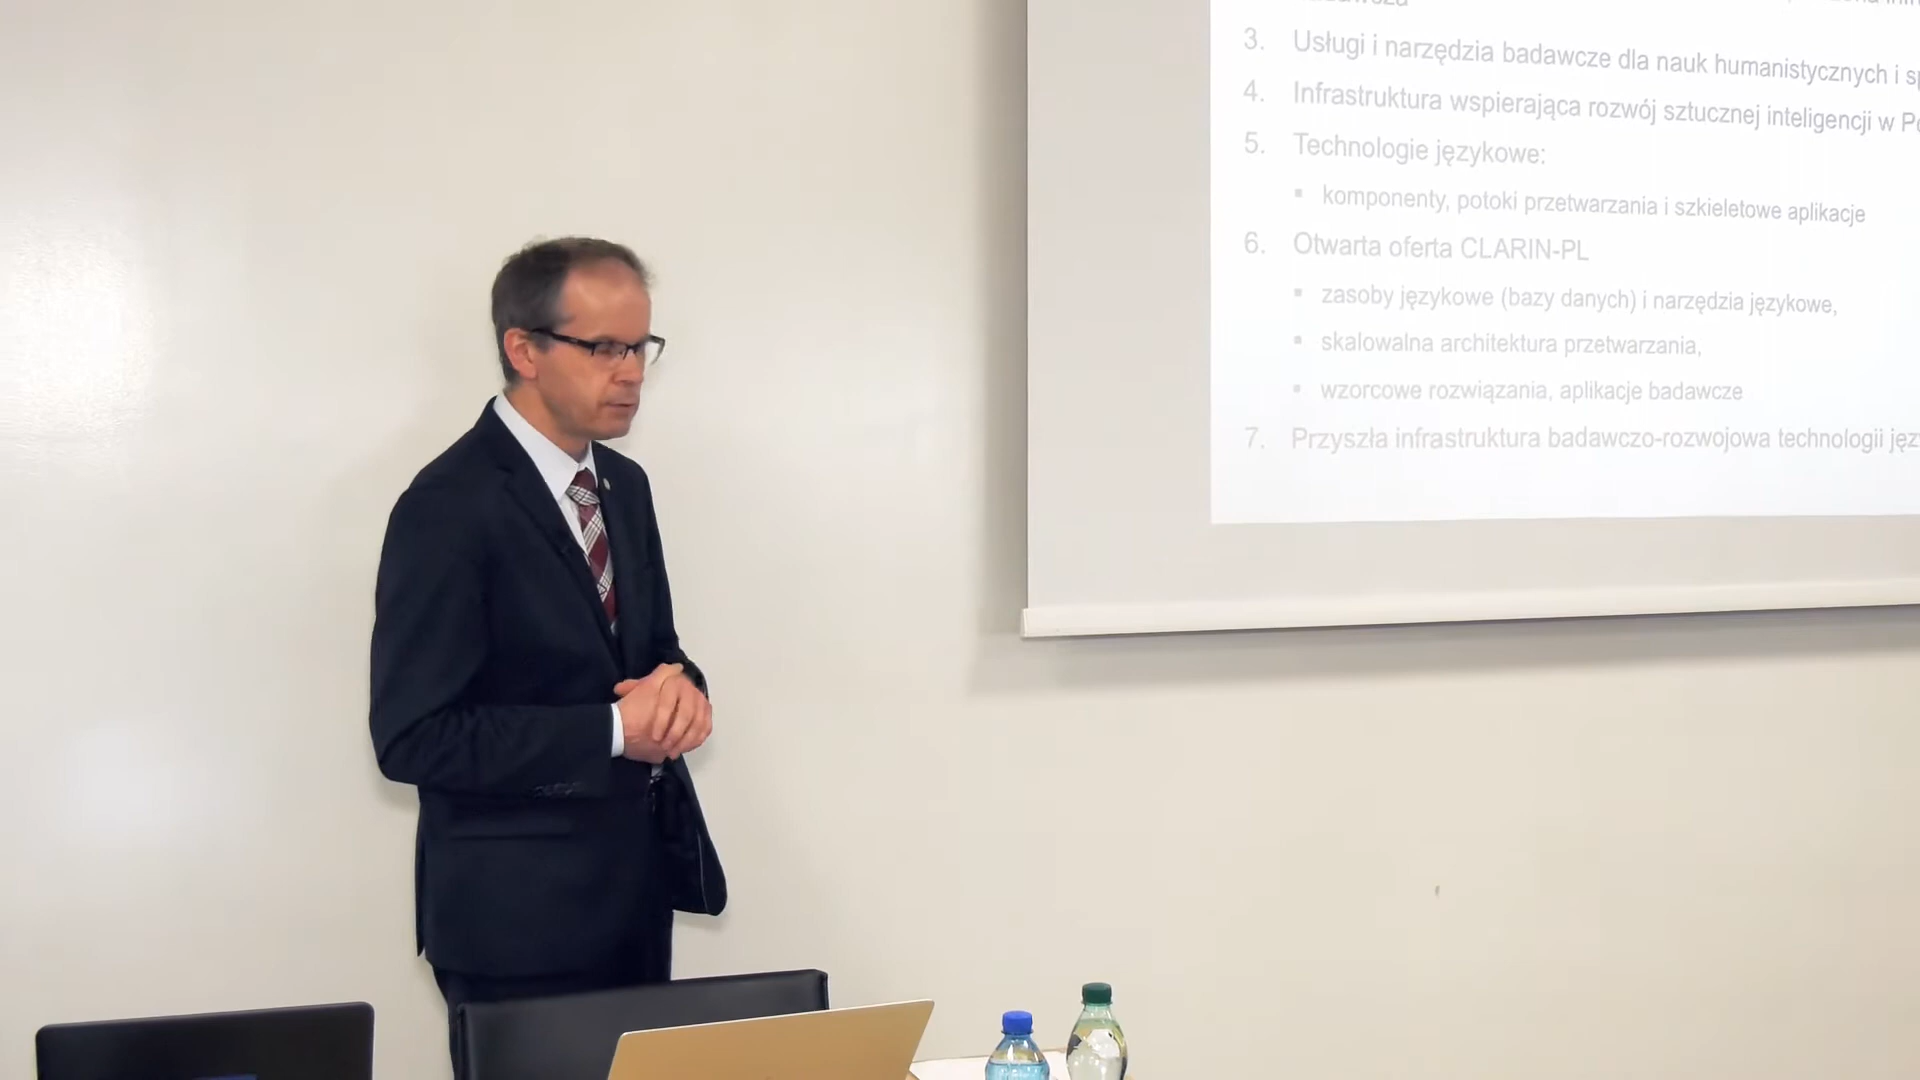 3. Usługi i narzędzia badawcze dla nauk humanistycznych i
4. Infrastruktura wspierająca rozwój sztucznej inteligencji w
5. Technologie językowe:
▪ komponenty, potoki przetwarzania i szkieletowe aplikacje
6. Otwarta oferta CLARIN-PL
▪ zasoby językowe (bazy danych) i narzędzia językowe,
▪ skalowalna architektura przetwarzania,
▪ wzorcowe rozwiązania, aplikacje badawcze
7. Przyszła infrastruktura badawczo-rozwojowa technologii